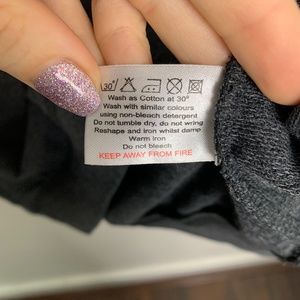 30°
Wash as Cotton at 30°
Wash with similar colours
using non-bleach detergent
Do not tumble dry, do not wring
Reshape and iron whilst damp
Warm iron
Do not bleach
KEEP AWAY FROM FIRE